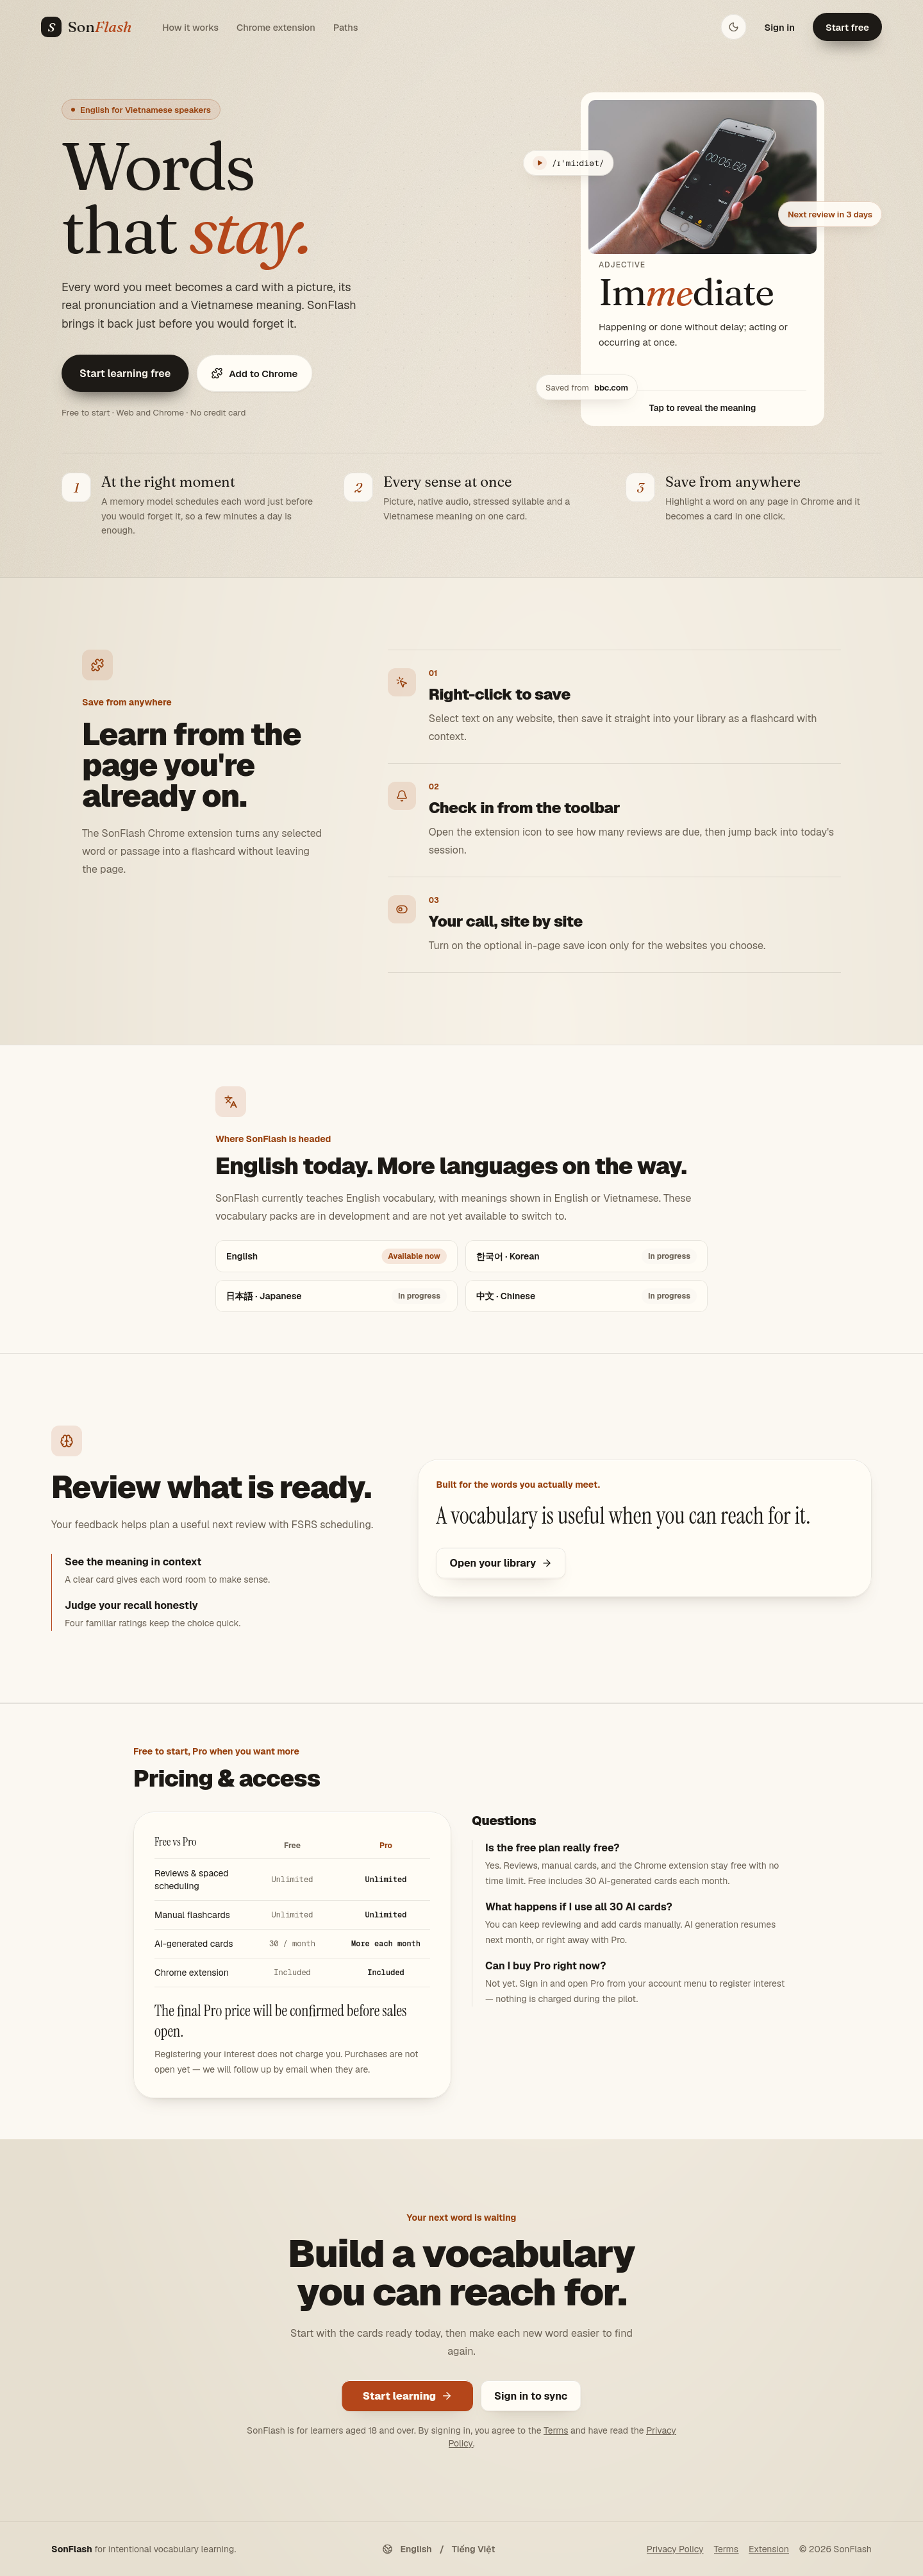 S SonFlash How it works Chrome extension Paths Sign in Start free
English for Vietnamese speakers
Words
that stay.
Every word you meet becomes a card with a picture, its
real pronunciation and a Vietnamese meaning. SonFlash
brings it back just before you would forget it.
Start learning free Add to Chrome
Free to start · Web and Chrome · No credit card
00:05.60
/ɪˈmiːdiət/
Next review in 3 days
ADJECTIVE
Immediate
Happening or done without delay; acting or
occurring at once.
Saved from bbc.com
Tap to reveal the meaning
1 At the right moment
A memory model schedules each word just before
you would forget it, so a few minutes a day is
enough.
2 Every sense at once
Picture, native audio, stressed syllable and a
Vietnamese meaning on one card.
3 Save from anywhere
Highlight a word on any page in Chrome and it
becomes a card in one click.
Save from anywhere
Learn from the
page you're
already on.
The SonFlash Chrome extension turns any selected
word or passage into a flashcard without leaving
the page.
01
Right-click to save
Select text on any website, then save it straight into your library as a flashcard with
context.
02
Check in from the toolbar
Open the extension icon to see how many reviews are due, then jump back into today's
session.
03
Your call, site by site
Turn on the optional in-page save icon only for the websites you choose.
Where SonFlash is headed
English today. More languages on the way.
SonFlash currently teaches English vocabulary, with meanings shown in English or Vietnamese. These
vocabulary packs are in development and are not yet available to switch to.
English Available now
한국어 · Korean In progress
日本語 · Japanese In progress
中文 · Chinese In progress
Review what is ready.
Your feedback helps plan a useful next review with FSRS scheduling.
See the meaning in context
A clear card gives each word room to make sense.
Judge your recall honestly
Four familiar ratings keep the choice quick.
Built for the words you actually meet.
A vocabulary is useful when you can reach for it.
Open your library →
Free to start, Pro when you want more
Pricing & access
Free vs Pro Free Pro
Reviews & spaced
scheduling Unlimited Unlimited
Manual flashcards Unlimited Unlimited
AI-generated cards 30 / month More each month
Chrome extension Included Included
The final Pro price will be confirmed before sales
open.
Registering your interest does not charge you. Purchases are not
open yet — we will follow up by email when they are.
Questions
Is the free plan really free?
Yes. Reviews, manual cards, and the Chrome extension stay free with no
time limit. Free includes 30 AI-generated cards each month.
What happens if I use all 30 AI cards?
You can keep reviewing and add cards manually. AI generation resumes
next month, or right away with Pro.
Can I buy Pro right now?
Not yet. Sign in and open Pro from your account menu to register interest
— nothing is charged during the pilot.
Your next word is waiting
Build a vocabulary
you can reach for.
Start with the cards ready today, then make each new word easier to find
again.
Start learning → Sign in to sync
SonFlash is for learners aged 18 and over. By signing in, you agree to the Terms and have read the Privacy
Policy.
SonFlash for intentional vocabulary learning. English / Tiếng Việt Privacy Policy Terms Extension © 2026 SonFlash